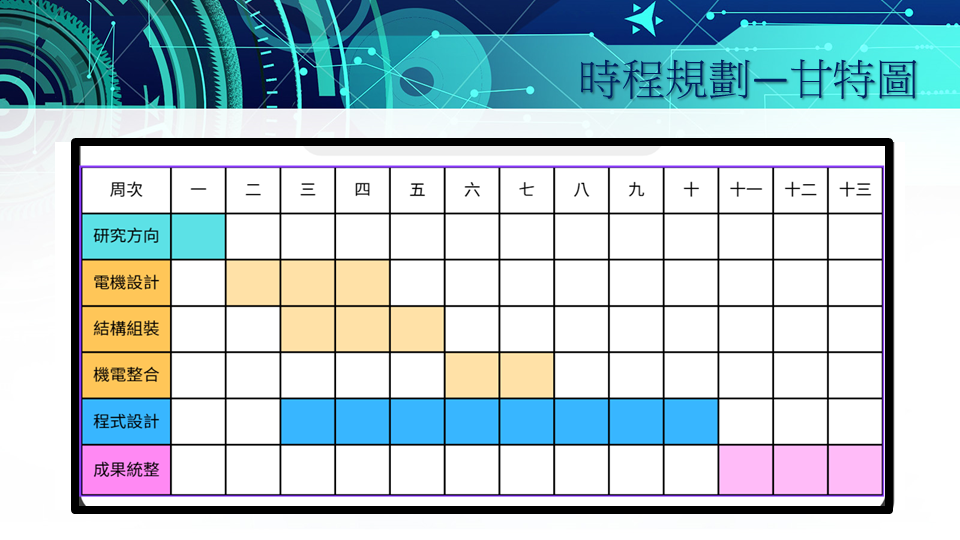 時程規劃—甘特圖
周次 一 二 三 四 五 六 七 八 九 十 十一 十二 十三
研究方向
電機設計
結構組裝
機電整合
程式設計
成果統整